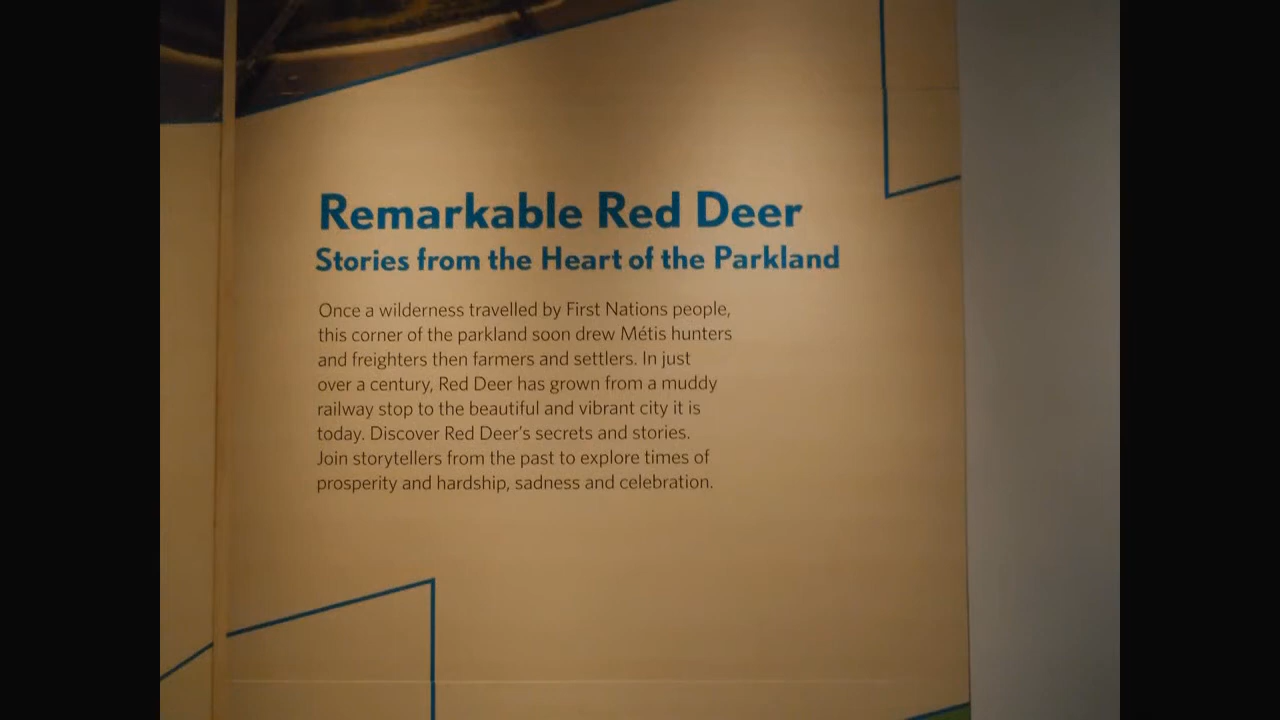 Remarkable Red Deer
Stories from the Heart of the Parkland
Once a wilderness travelled by First Nations people,
this corner of the parkland soon drew Métis hunters
and freighters then farmers and settlers. In just
over a century, Red Deer has grown from a muddy
railway stop to the beautiful and vibrant city it is
today. Discover Red Deer's secrets and stories.
Join storytellers from the past to explore times of
prosperity and hardship, sadness and celebration.